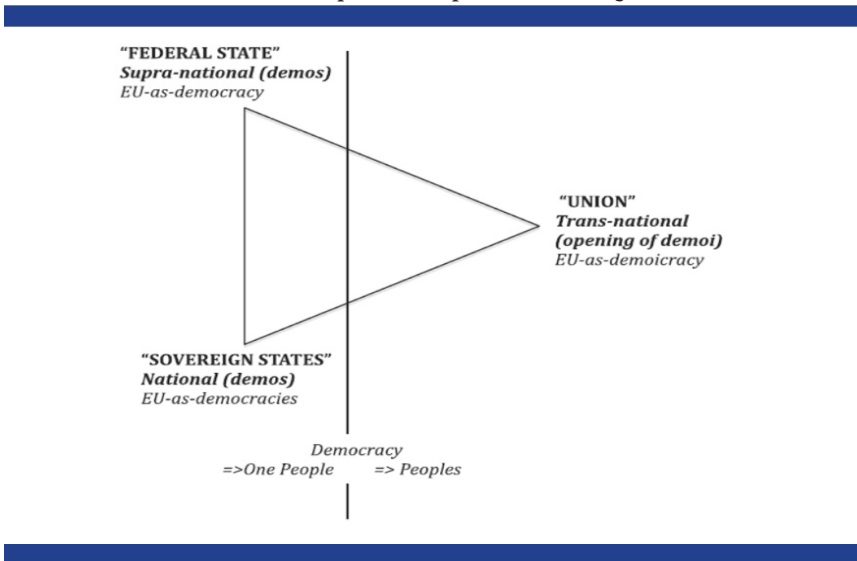 "FEDERAL STATE"
Supra-national (demos)
EU-as-democracy
"UNION"
Trans-national
(opening of demoi)
EU-as-demoicracy
"SOVEREIGN STATES"
National (demos)
EU-as-democracies
Democracy
=>One People => Peoples